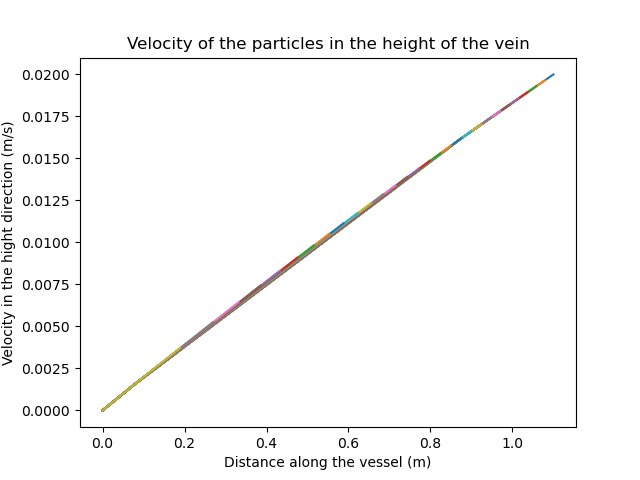 Velocity of the particles in the height of the vein
Velocity in the hight direction (m/s)
0.0200
0.0175
0.0150
0.0125
0.0100
0.0075
0.0050
0.0025
0.0000
0.0 0.2 0.4 0.6 0.8 1.0
Distance along the vessel (m)